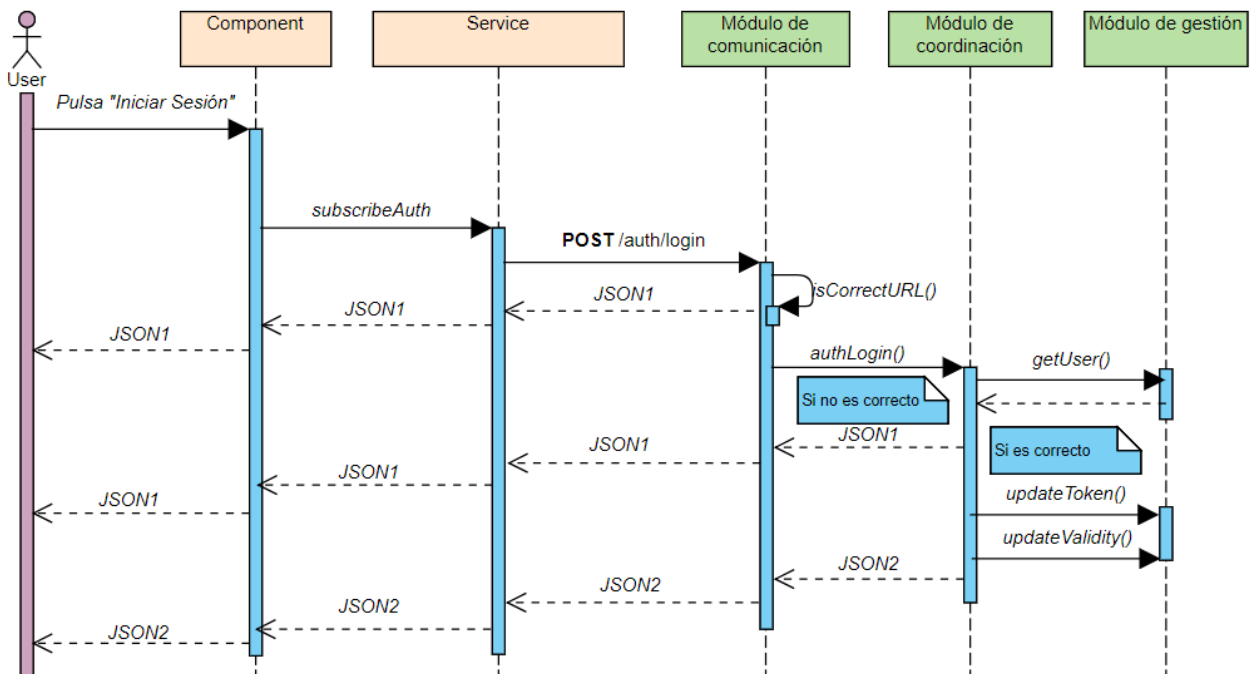 Component
Service
Módulo de
comunicación
Módulo de
coordinación
Módulo de gestión
User
Pulsa "Iniciar Sesión"
subscribeAuth
POST /auth/login
isCorrectURL()
JSON1
JSON1
JSON1
authLogin()
getUser()
Si no es correcto
JSON1
Si es correcto
JSON1
JSON1
JSON1
updateToken()
updateValidity()
JSON2
JSON2
JSON2
JSON2